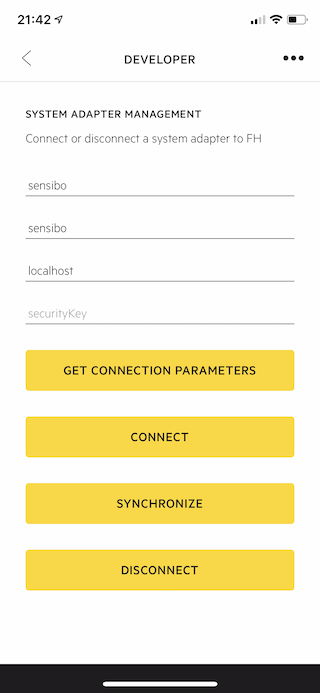 21:42
DEVELOPER
SYSTEM ADAPTER MANAGEMENT
Connect or disconnect a system adapter to FH
sensibo
sensibo
localhost
securityKey
GET CONNECTION PARAMETERS
CONNECT
SYNCHRONIZE
DISCONNECT